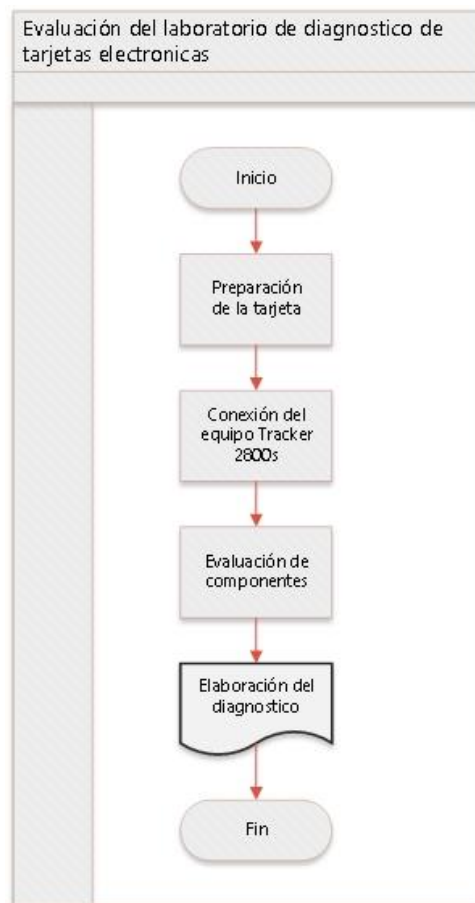 Evaluación del laboratorio de diagnostico de
tarjetas electronicas
Inicio
Preparación
de la tarjeta
Conexión del
equipo Tracker
2800s
Evaluación de
componentes
Elaboración del
diagnostico
Fin